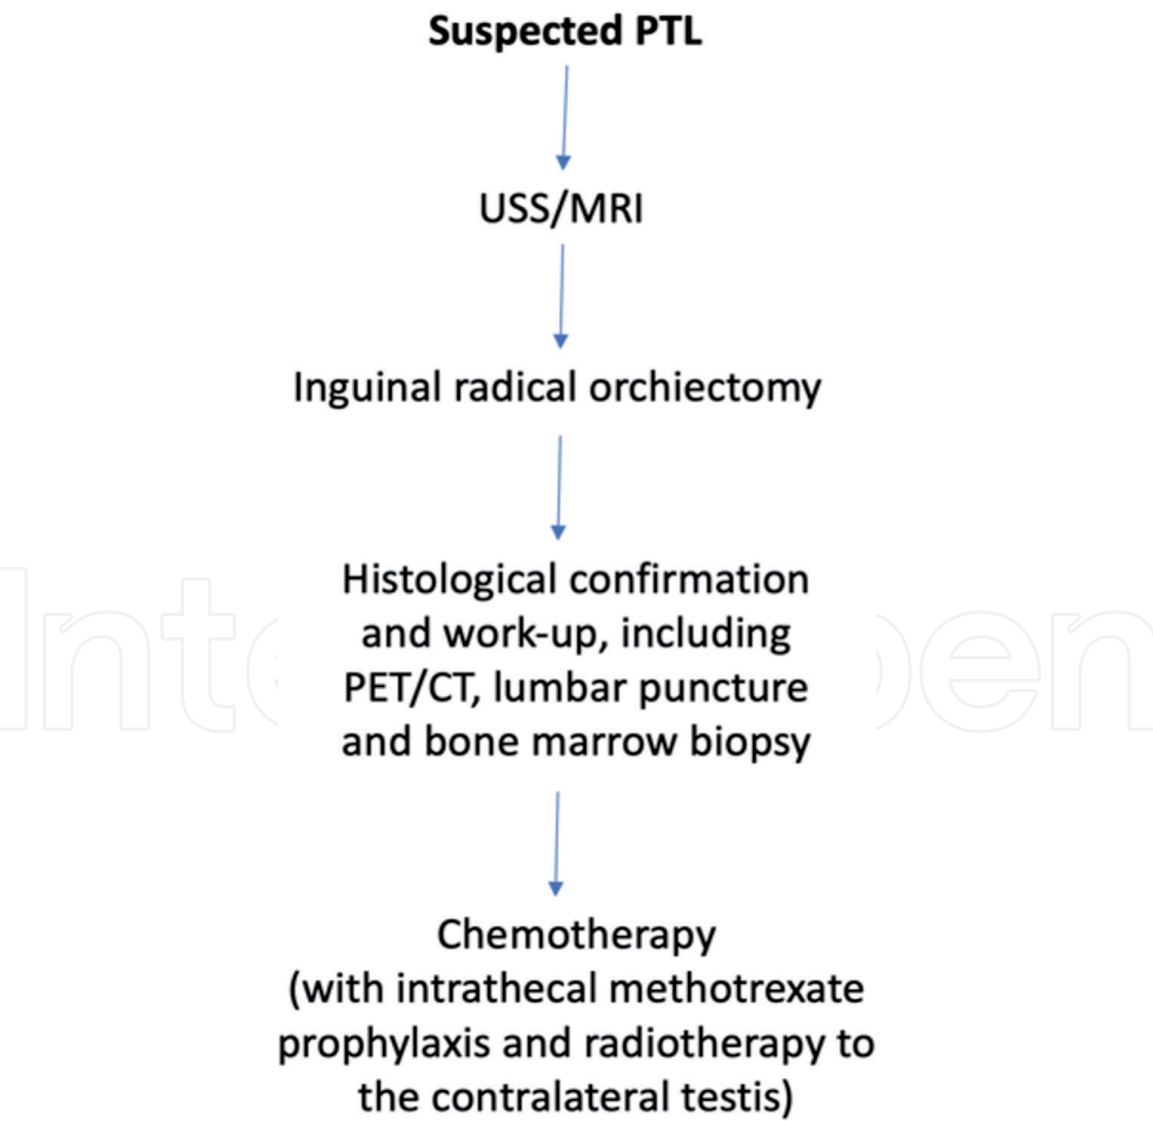 Suspected PTL
USS/MRI
Inguinal radical orchiectomy
Histological confirmation
and work-up, including
PET/CT, lumbar puncture
and bone marrow biopsy
Chemotherapy
(with intrathecal methotrexate
prophylaxis and radiotherapy to
the contralateral testis)